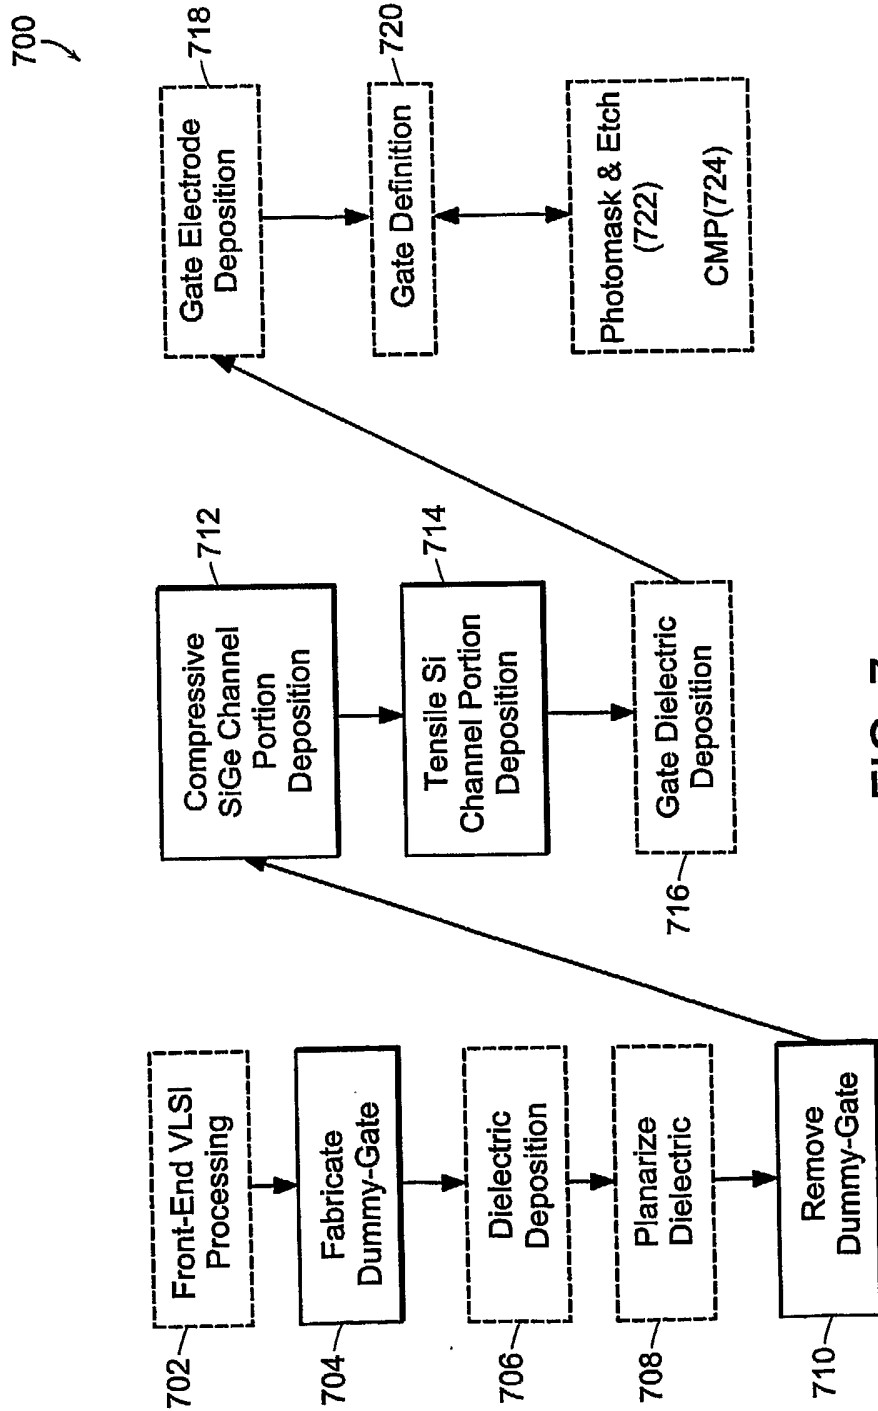 700
702
Front-End VLSI
Processing
704
Fabricate
Dummy-Gate
706
Dielectric
Deposition
708
Planarize
Dielectric
710
Remove
Dummy-Gate
712
Compressive
SiGe Channel
Portion
Deposition
714
Tensile Si
Channel Portion
Deposition
716
Gate Dielectric
Deposition
718
Gate Electrode
Deposition
720
Gate Definition
Photomask & Etch
(722)
CMP(724)
FIG. 7